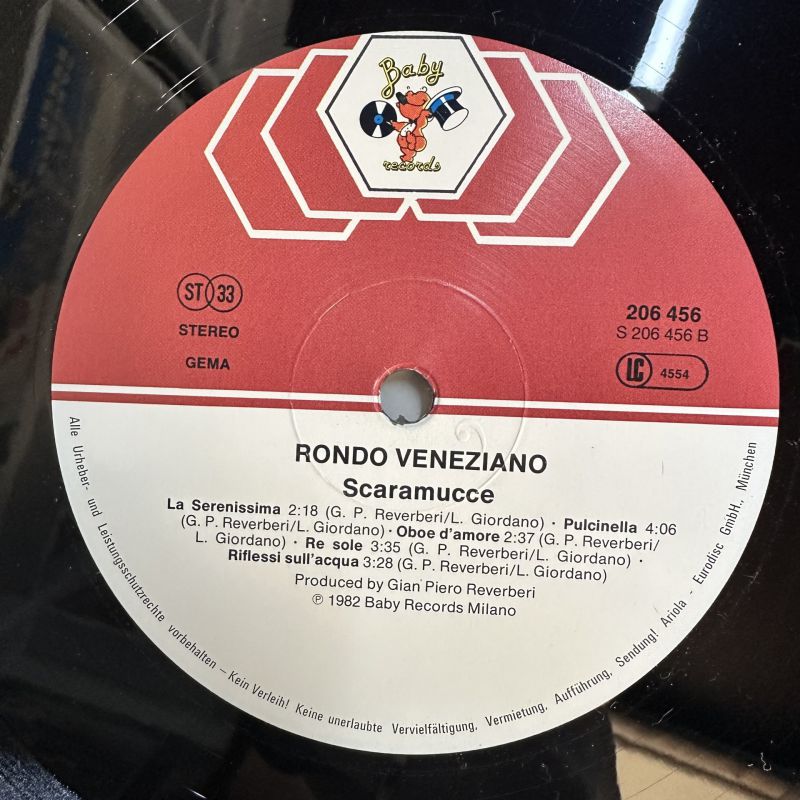 Baby
records
ST 33
STEREO
GEMA
206 456
S 206 456 B
LC 4554
RONDO VENEZIANO
Scaramucce
La Serenissima 2:18 (G. P. Reverberi/L. Giordano) · Pulcinella 4:06
(G. P. Reverberi/L. Giordano) · Oboe d'amore 2:37 (G. P. Reverberi/
L. Giordano) · Re sole 3:35 (G. P. Reverberi/L. Giordano) ·
Riflessi sull'acqua 3:28 (G. P. Reverberi/L. Giordano)
Produced by Gian Piero Reverberi
℗ 1982 Baby Records Milano
Alle Urheber- und Leistungsschutzrechte vorbehalten – Kein Verleih! Keine unerlaubte Vervielfältigung, Vermietung, Aufführung, Sendung! Ariola - Eurodisc GmbH., München